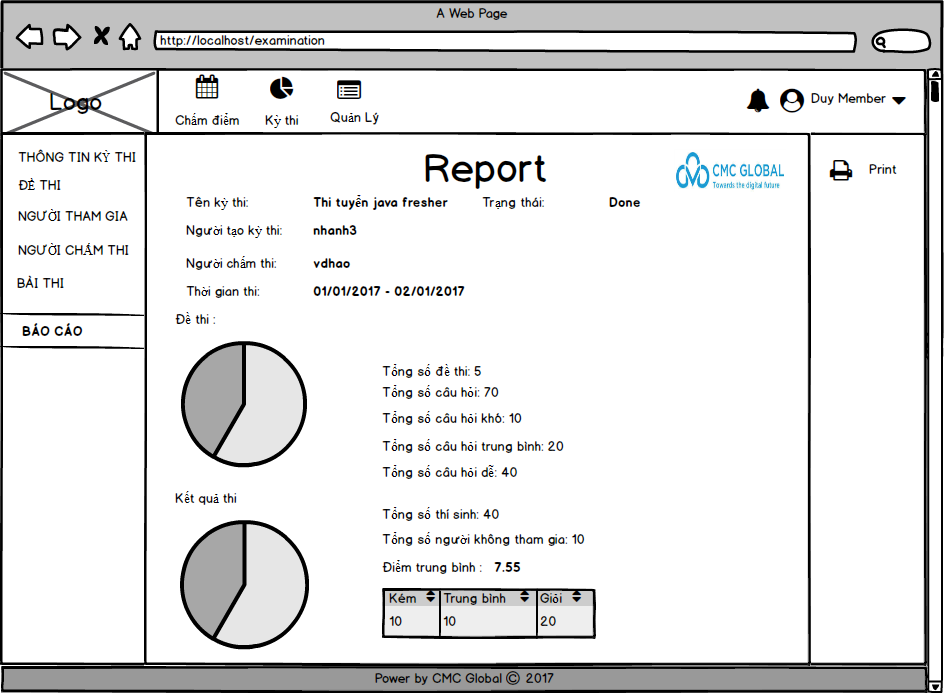 A Web Page
http://localhost/examination
Logo
Chấm điểm
Kỳ thi
Quản Lý
Duy Member
THÔNG TIN KỲ THI
ĐỀ THI
NGƯỜI THAM GIA
NGƯỜI CHẤM THI
BÀI THI
BÁO CÁO
Report
CMC GLOBAL
Towards the digital future
Print
Tên kỳ thi: Thi tuyển java fresher Trạng thái: Done
Người tạo kỳ thi: nhanh3
Người chấm thi: vdhao
Thời gian thi: 01/01/2017 - 02/01/2017
Đề thi :
Tổng số đề thi: 5
Tổng số câu hỏi: 70
Tổng số câu hỏi khó: 10
Tổng số câu hỏi trung bình: 20
Tổng số câu hỏi dễ: 40
Kết quả thi
Tổng số thí sinh: 40
Tổng số người không tham gia: 10
Điểm trung bình : 7.55
Kém Trung bình Giỏi
10 10 20
Power by CMC Global © 2017